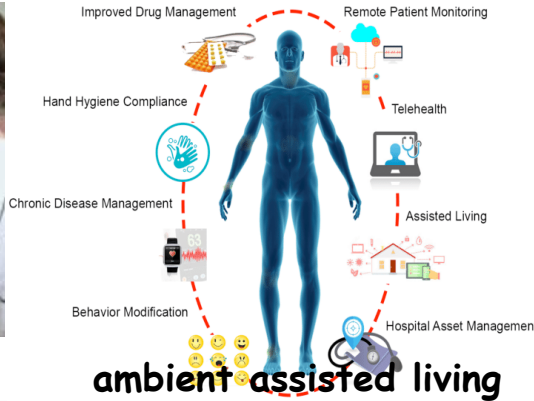 Improved Drug Management
Remote Patient Monitoring
Hand Hygiene Compliance
Telehealth
Chronic Disease Management
63
Assisted Living
Behavior Modification
Hospital Asset Managemen
ambient assisted living